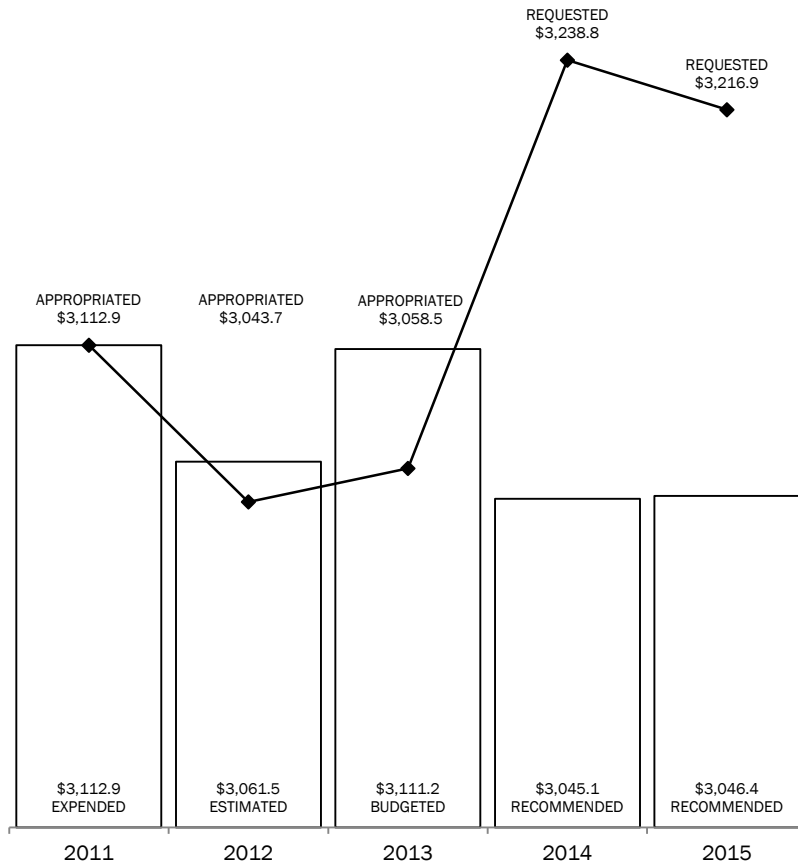 REQUESTED
$3,238.8
REQUESTED
$3,216.9
APPROPRIATED
$3,112.9
APPROPRIATED
$3,043.7
APPROPRIATED
$3,058.5
$3,112.9
EXPENDED
$3,061.5
ESTIMATED
$3,111.2
BUDGETED
$3,045.1
RECOMMENDED
$3,046.4
RECOMMENDED
2011
2012
2013
2014
2015